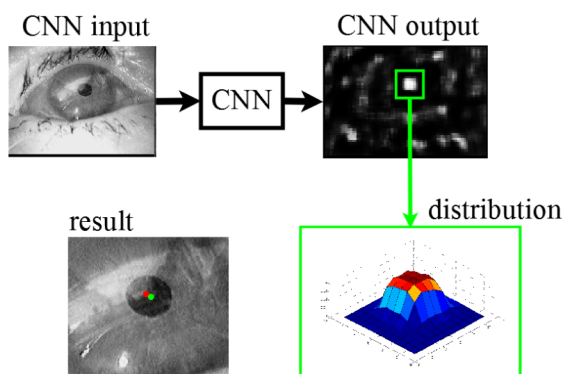 CNN input
CNN output
CNN
result
distribution